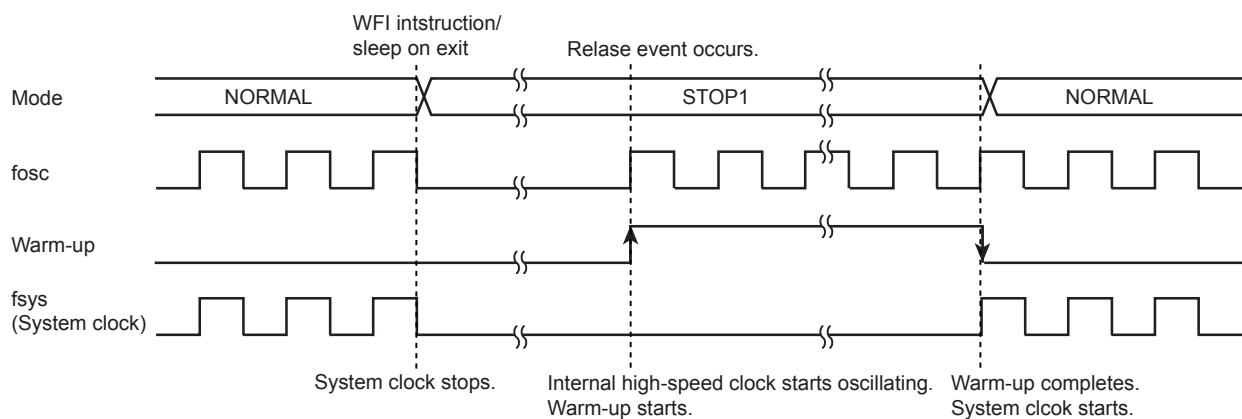 WFI intstruction/
sleep on exit
Relase event occurs.
Mode
NORMAL
STOP1
NORMAL
fosc
Warm-up
fsys
(System clock)
System clock stops.
Internal high-speed clock starts oscillating.
Warm-up starts.
Warm-up completes.
System clcok starts.